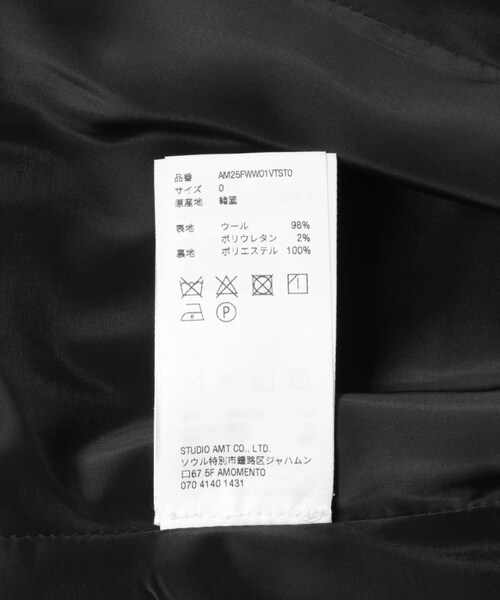 品番 AM25FWW01VTST0
サイズ 0
原産地 韓國
表地 ウール 98%
ポリウレタン 2%
裏地 ポリエステル 100%
P
STUDIO AMT CO., LTD.
ソウル特別市鍾路区ジャハムン
口67 5F AMOMENTO
070 4140 1431